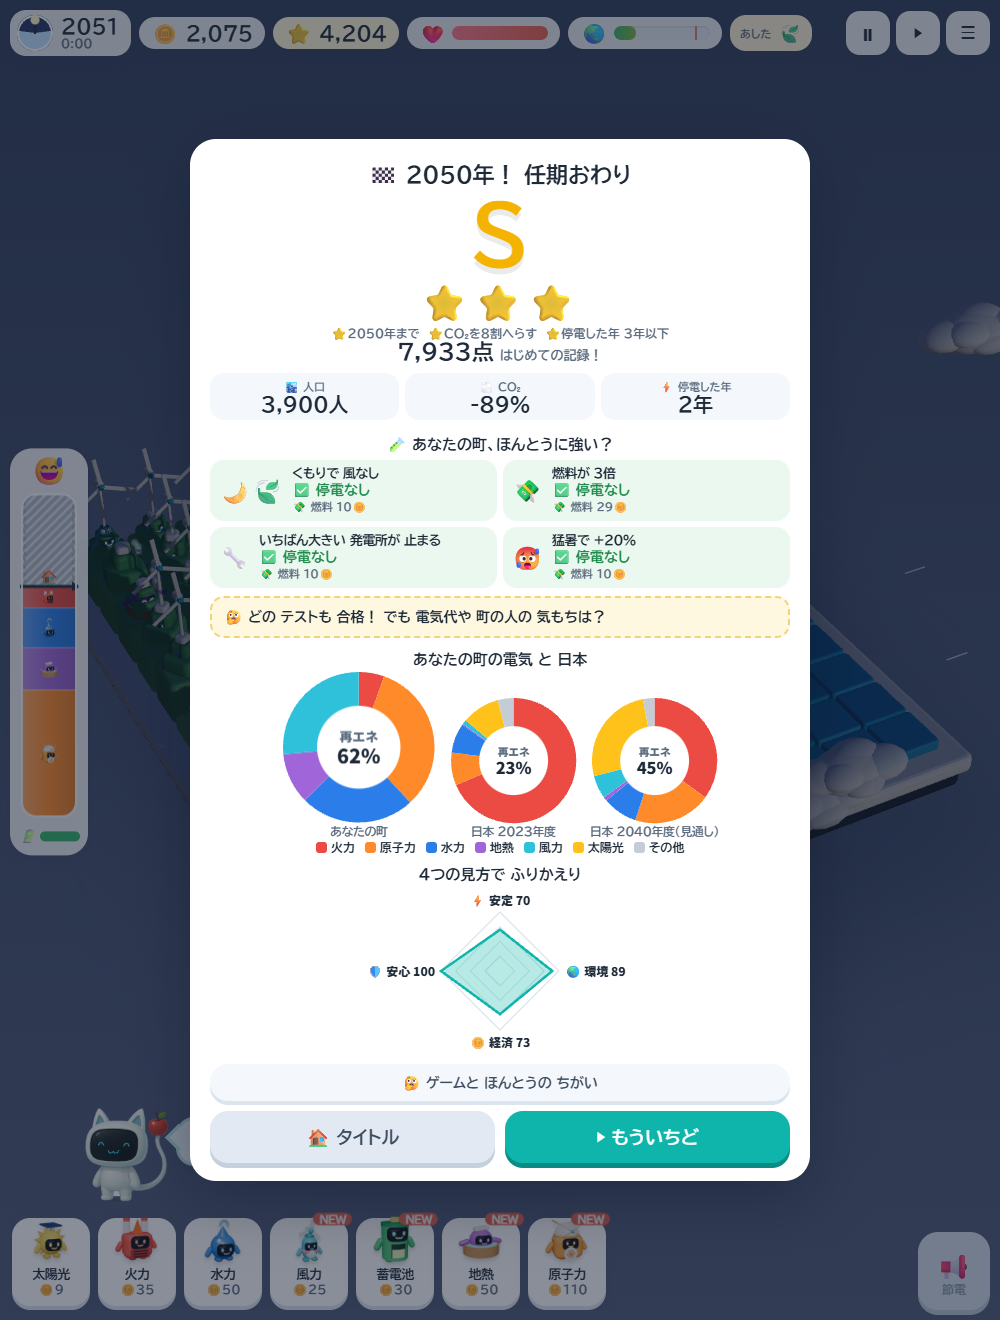 2051
0:00
2,075
4,204
あした
2050年！ 任期おわり
S
2050年まで CO₂を8割へらす 停電した年 3年以下
7,933点 はじめての記録！
人口
3,900人
CO₂
-89%
停電した年
2年
あなたの町、ほんとうに強い？
くもりで 風なし
停電なし
燃料 10
燃料が 3倍
停電なし
燃料 29
いちばん大きい 発電所が 止まる
停電なし
燃料 10
猛暑で +20%
停電なし
燃料 10
どの テストも 合格！ でも 電気代や 町の人の 気もちは？
あなたの町の電気 と 日本
再エネ
62%
再エネ
23%
再エネ
45%
あなたの町
日本 2023年度
日本 2040年度(見通し)
火力 原子力 水力 地熱 風力 太陽光 その他
4つの見方で ふりかえり
安定 70
安心 100
環境 89
経済 73
ゲームと ほんとうの ちがい
タイトル
もういちど
NEW NEW NEW NEW
太陽光
9
火力
35
水力
50
風力
25
蓄電池
30
地熱
50
原子力
110
節電